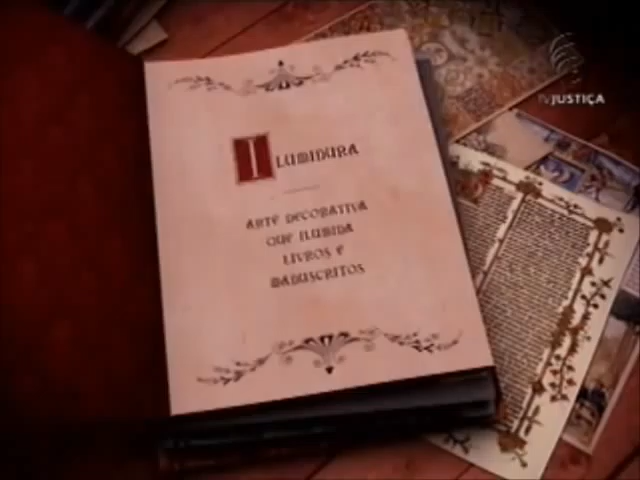 ILUMINURA
ARTE DECORATIVA
QUE ILUMINA
LIVROS E
MANUSCRITOS
TV JUSTIÇA